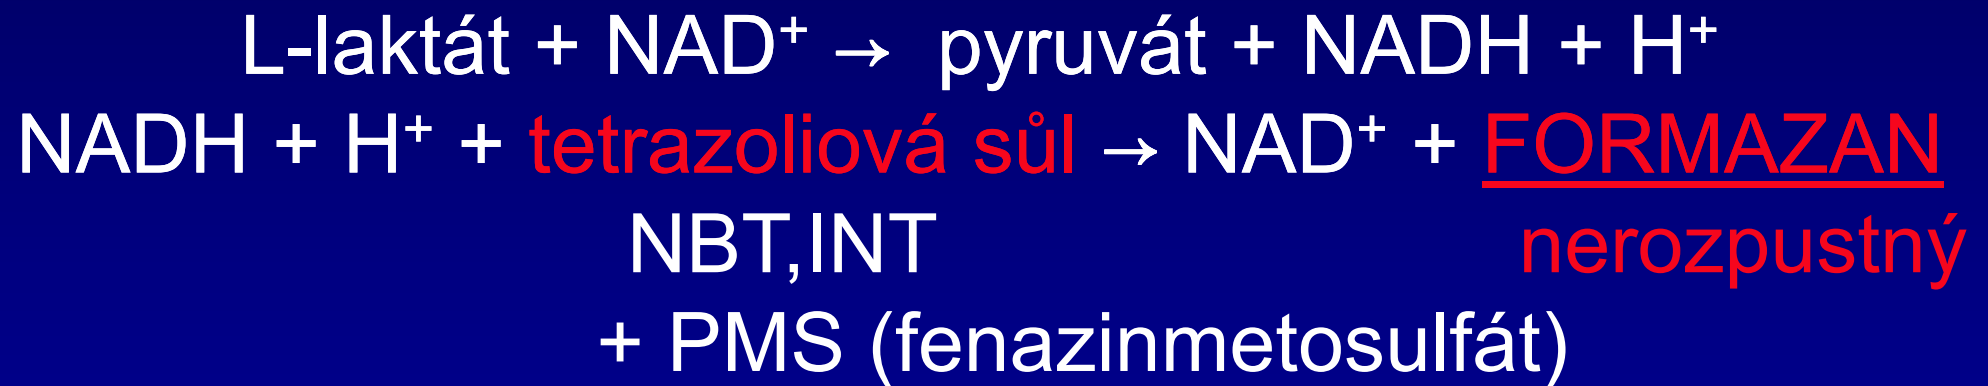 L-laktát + NAD⁺ → pyruvát + NADH + H⁺
NADH + H⁺ + tetrazoliová sůl → NAD⁺ + FORMAZAN
NBT,INT nerozpustný
+ PMS (fenazinmetosulfát)